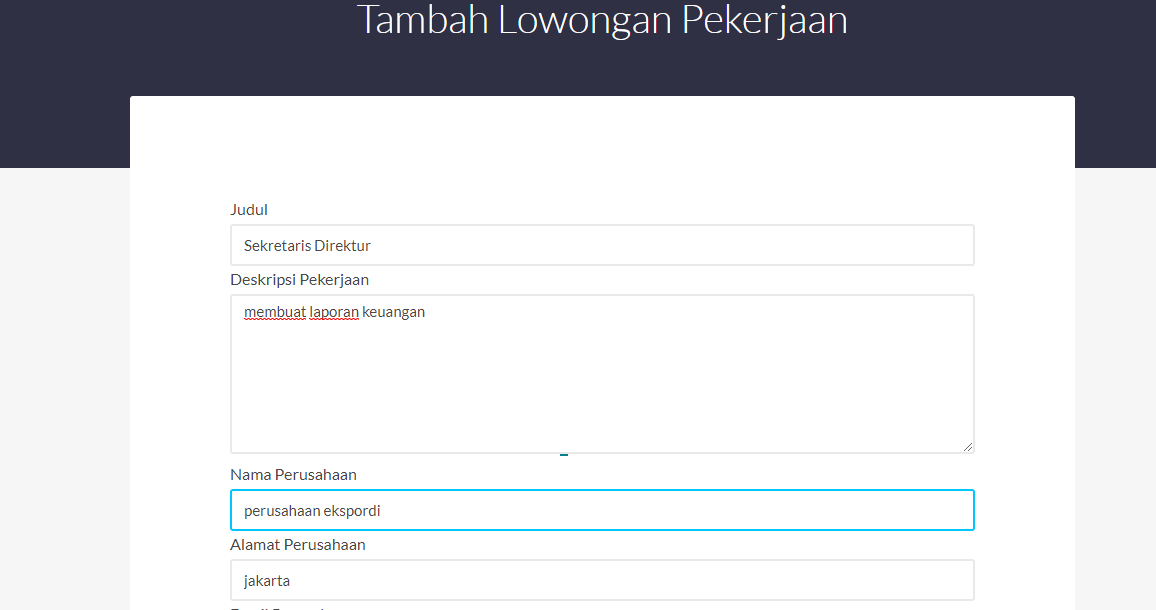 Tambah Lowongan Pekerjaan
Judul
Sekretaris Direktur
Deskripsi Pekerjaan
membuat laporan keuangan
Nama Perusahaan
perusahaan ekspordi
Alamat Perusahaan
jakarta